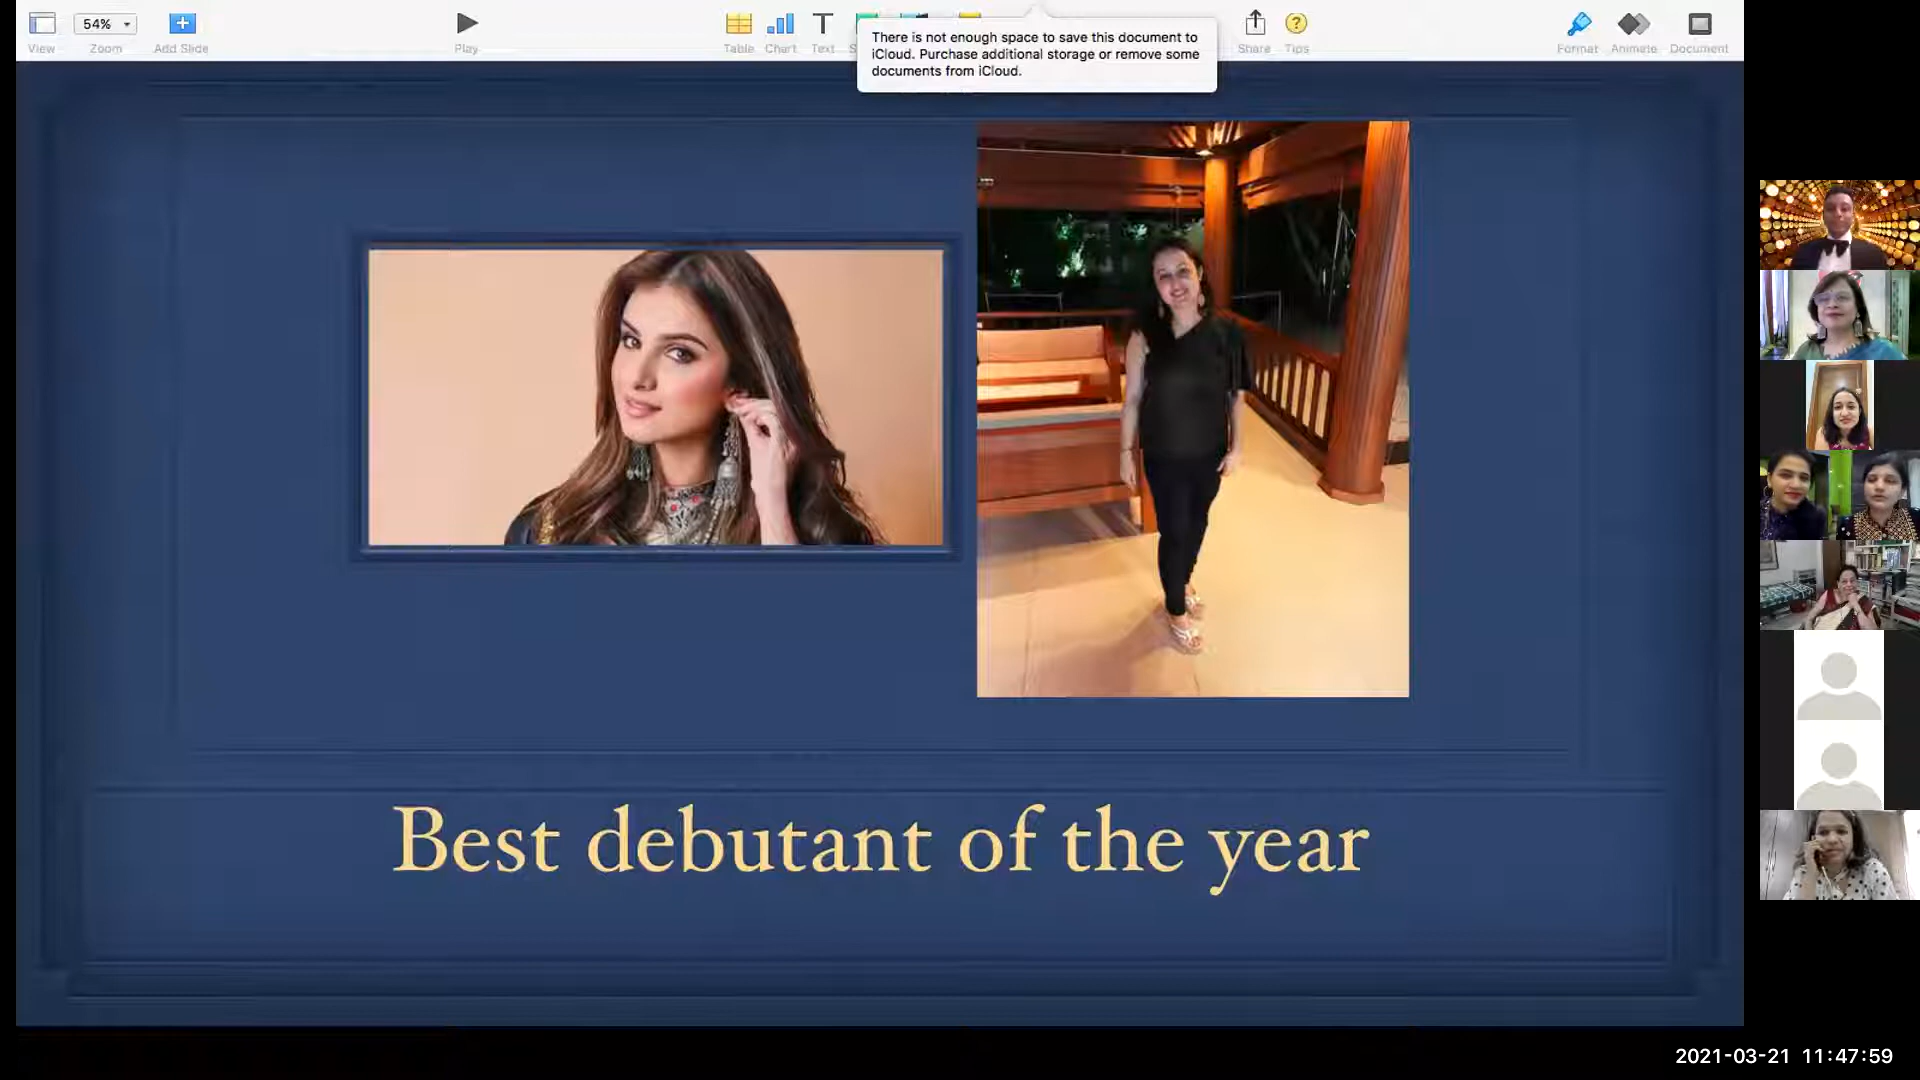 54%
View
Zoom
Add Slide
Play
Table
Chart
Text
There is not enough space to save this document to
iCloud. Purchase additional storage or remove some
documents from iCloud.
Share
Tips
?
Format
Animate
Document
Best debutant of the year
2021-03-21 11:47:59